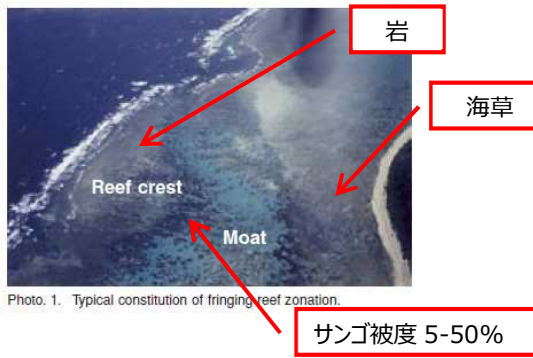 岩
海草
Reef crest
Moat
Photo. 1. Typical constitution of fringing reef zonation.
サンゴ被度 5-50%